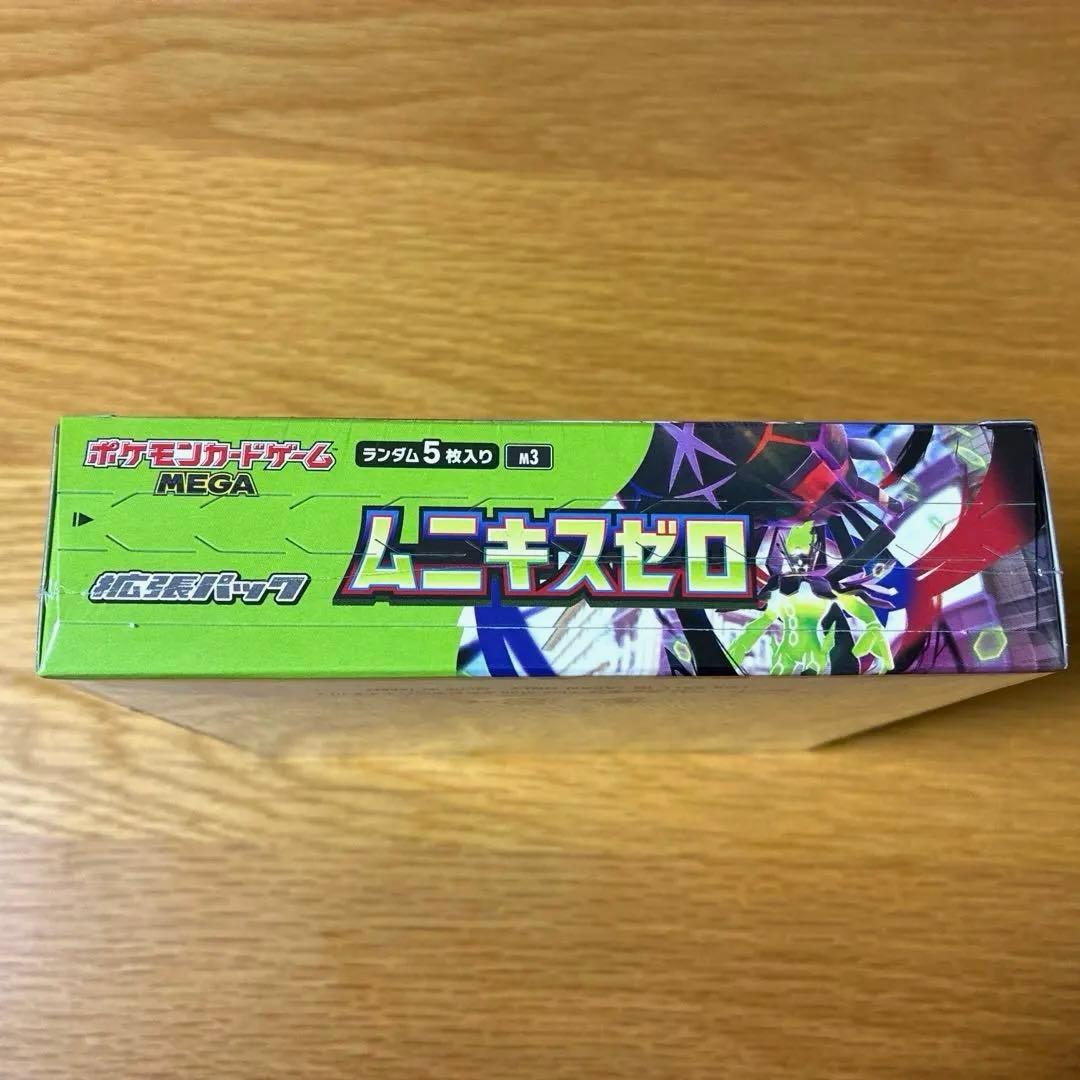 ポケモンカードゲーム
MEGA
ランダム5枚入り
M3
ムニキスゼロ
拡張パック